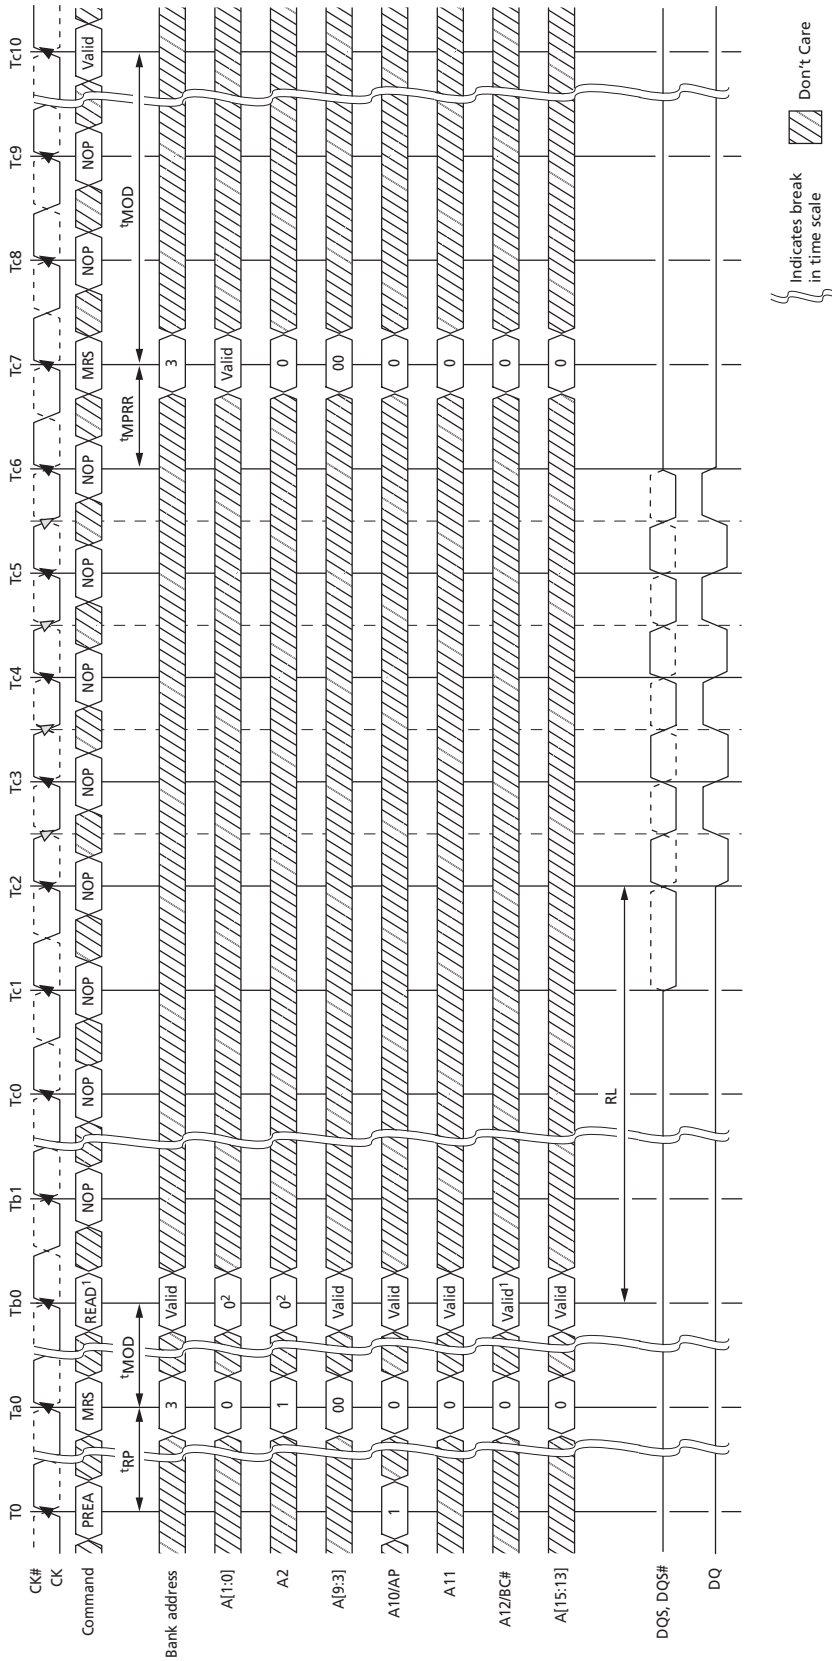 T0 Ta0 Tb0 Tb1 Tc0 Tc1 Tc2 Tc3 Tc4 Tc5 Tc6 Tc7 Tc8 Tc9 Tc10
CK#
CK
Command PREA MRS READ¹ NOP NOP NOP NOP NOP NOP NOP NOP MRS NOP NOP Valid
tRP tMOD tMPRR tMOD
Bank address 3 Valid 3
A[1:0] 0 0² Valid
A2 1 0² 0
A[9:3] 00 Valid 00
A10/AP 1 0 Valid 0
A11 0 Valid 0
A12/BC# 0 Valid¹ 0
A[15:13] 0 Valid 0
RL
DQS, DQS#
DQ
Indicates break
in time scale
Don't Care